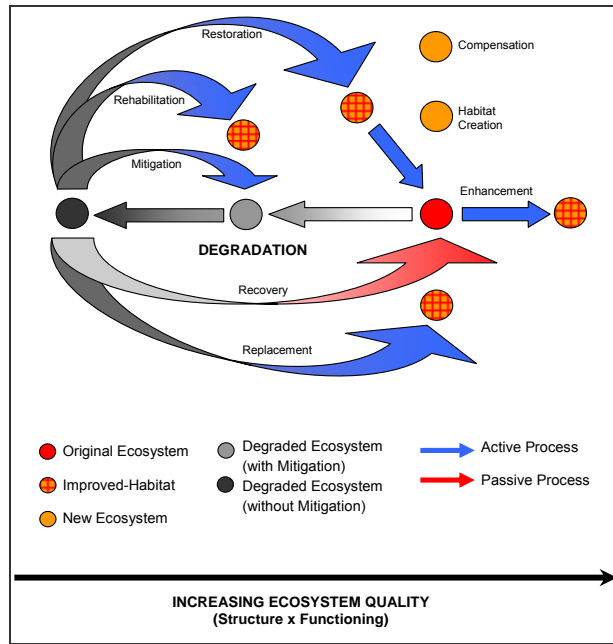 Restoration
Compensation
Rehabilitation
Habitat
Creation
Mitigation
Enhancement
DEGRADATION
Recovery
Replacement
Original Ecosystem
Improved-Habitat
New Ecosystem
Degraded Ecosystem
(with Mitigation)
Degraded Ecosystem
(without Mitigation)
Active Process
Passive Process
INCREASING ECOSYSTEM QUALITY
(Structure x Functioning)